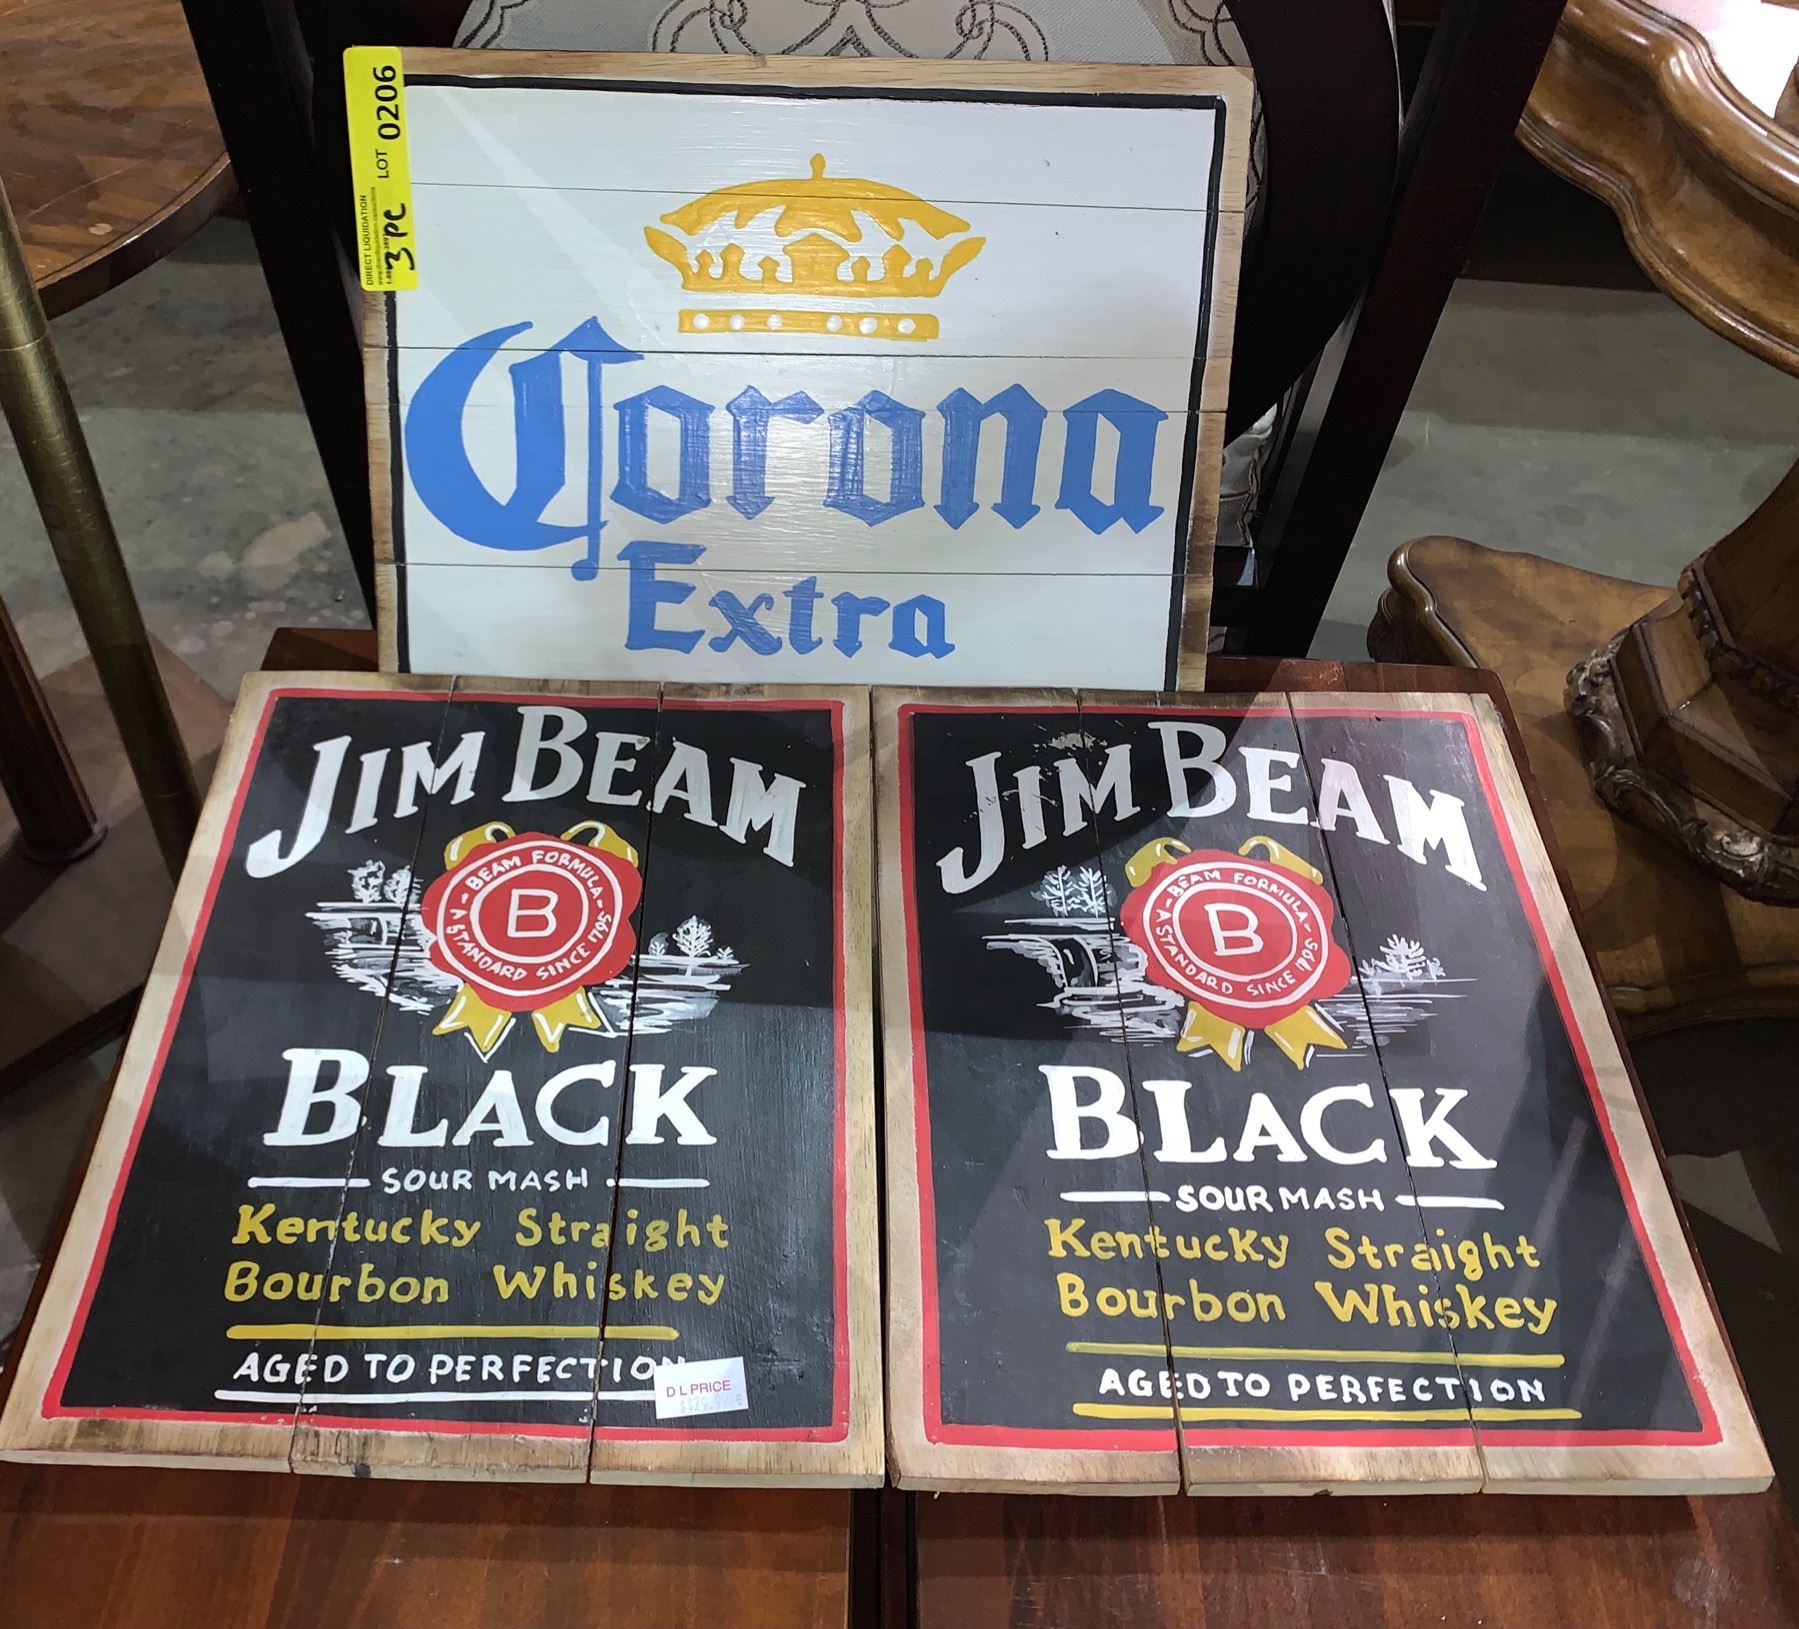 DIRECT LIQUIDATION
LOT 0206
3 PC
Corona
Extra
JIM BEAM
BEAM FORMULA
B
A STANDARD SINCE 1795
BLACK
SOUR MASH
Kentucky Straight
Bourbon Whiskey
AGED TO PERFECTION
D L PRICE
JIM BEAM
BEAM FORMULA
B
A STANDARD SINCE 1795
BLACK
SOUR MASH
Kentucky Straight
Bourbon Whiskey
AGED TO PERFECTION